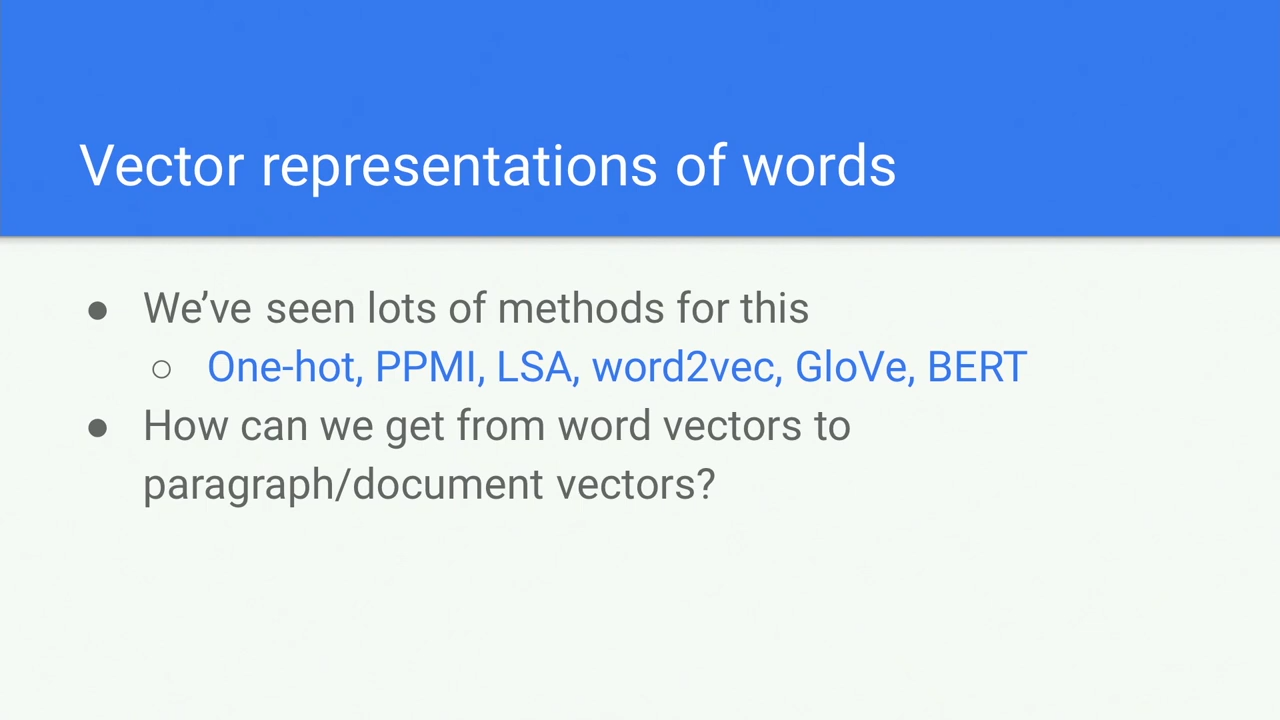 Vector representations of words
● We’ve seen lots of methods for this
○ One-hot, PPMI, LSA, word2vec, GloVe, BERT
● How can we get from word vectors to
paragraph/document vectors?